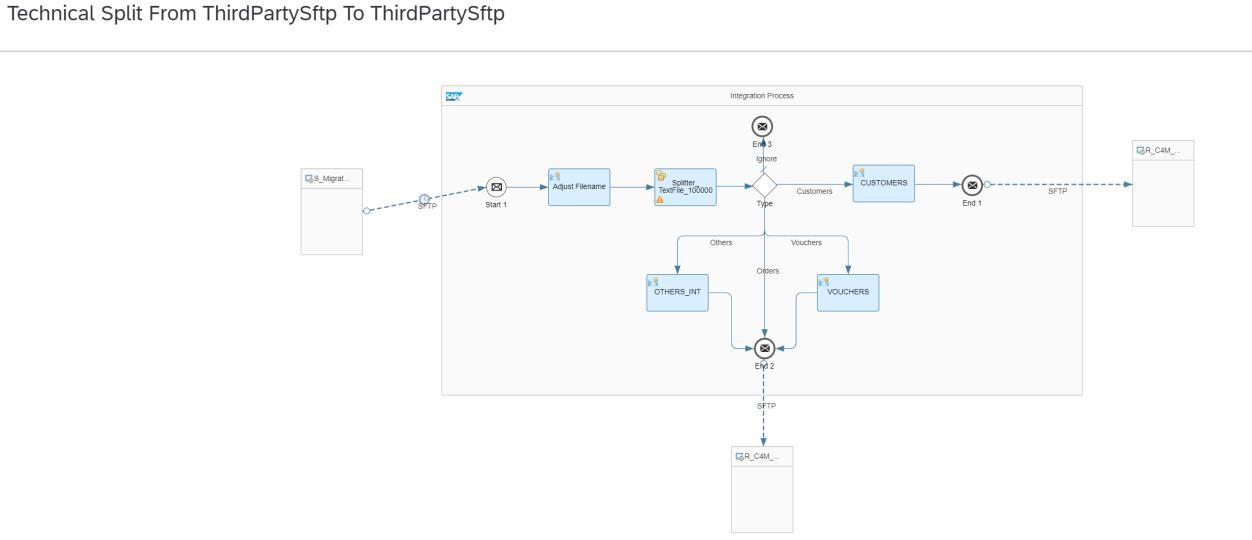 Technical Split From ThirdPartySftp To ThirdPartySftp
SAP
Integration Process
End 3
Ignore
R_C4M_...
S_Migrat...
SFTP
Start 1
Adjust Filename
Splitter
TextFile_100000
Type
Customers
CUSTOMERS
End 1
SFTP
Others
Vouchers
Orders
OTHERS_INT
VOUCHERS
End 2
SFTP
R_C4M_...